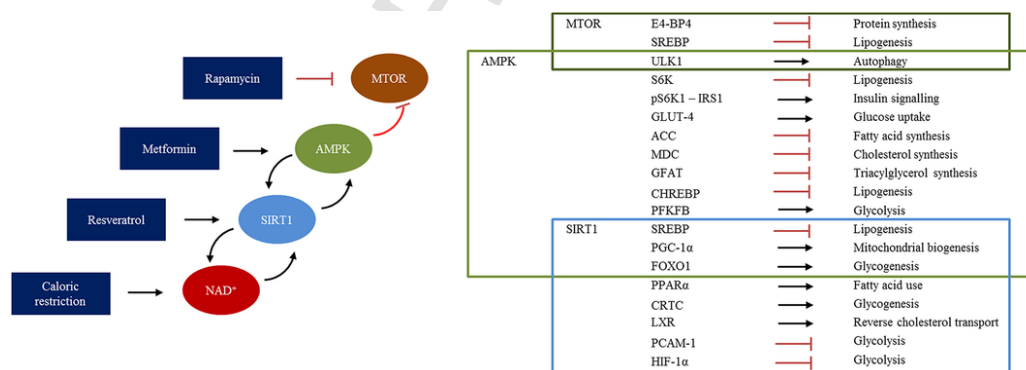 Rapamycin
MTOR
Metformin
AMPK
Resveratrol
SIRT1
Caloric
restriction
NAD⁺
MTOR E4-BP4 Protein synthesis
SREBP Lipogenesis
AMPK ULK1 Autophagy
S6K Lipogenesis
pS6K1 – IRS1 Insulin signalling
GLUT-4 Glucose uptake
ACC Fatty acid synthesis
MDC Cholesterol synthesis
GFAT Triacylglycerol synthesis
CHREBP Lipogenesis
PFKFB Glycolysis
SIRT1 SREBP Lipogenesis
PGC-1α Mitochondrial biogenesis
FOXO1 Glycogenesis
PPARα Fatty acid use
CRTC Glycogenesis
LXR Reverse cholesterol transport
PCAM-1 Glycolysis
HIF-1α Glycolysis